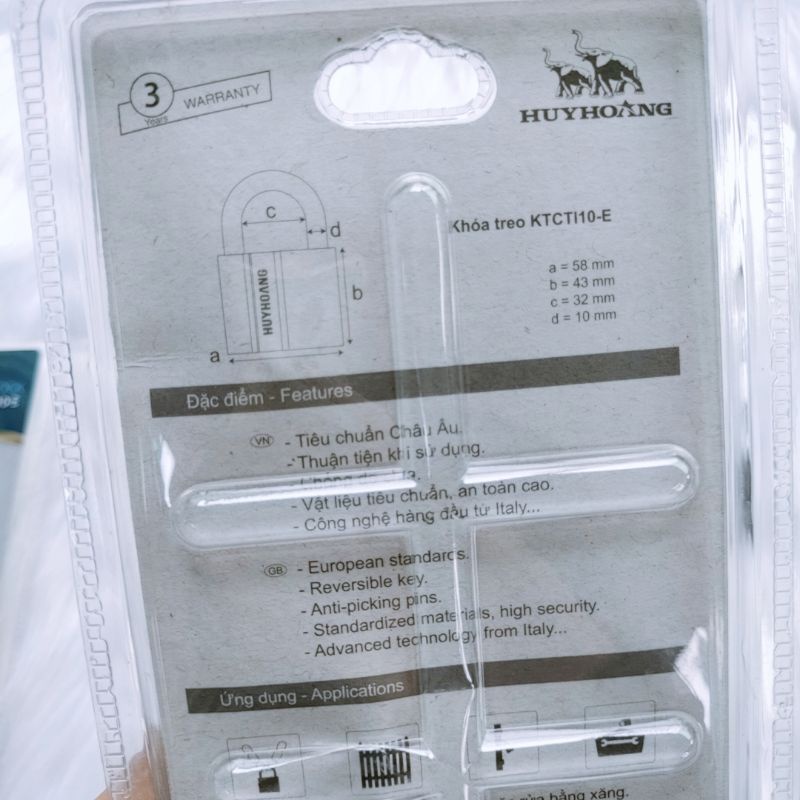 3
Years
WARRANTY
HUYHOANG
c
d
b
a
HUYHOANG
Khóa treo KTCTI10-E
a = 58 mm
b = 43 mm
c = 32 mm
d = 10 mm
Đặc điểm - Features
VN
- Tiêu chuẩn Châu Âu.
- Thuận tiện khi sử dụng.
- Vật liệu tiêu chuẩn, an toàn cao.
- Công nghệ hàng đầu từ Italy...
GB
- European standards.
- Reversible key.
- Anti-picking pins.
- Standardized materials, high security.
- Advanced technology from Italy...
Ứng dụng - Applications
rửa bằng xăng.